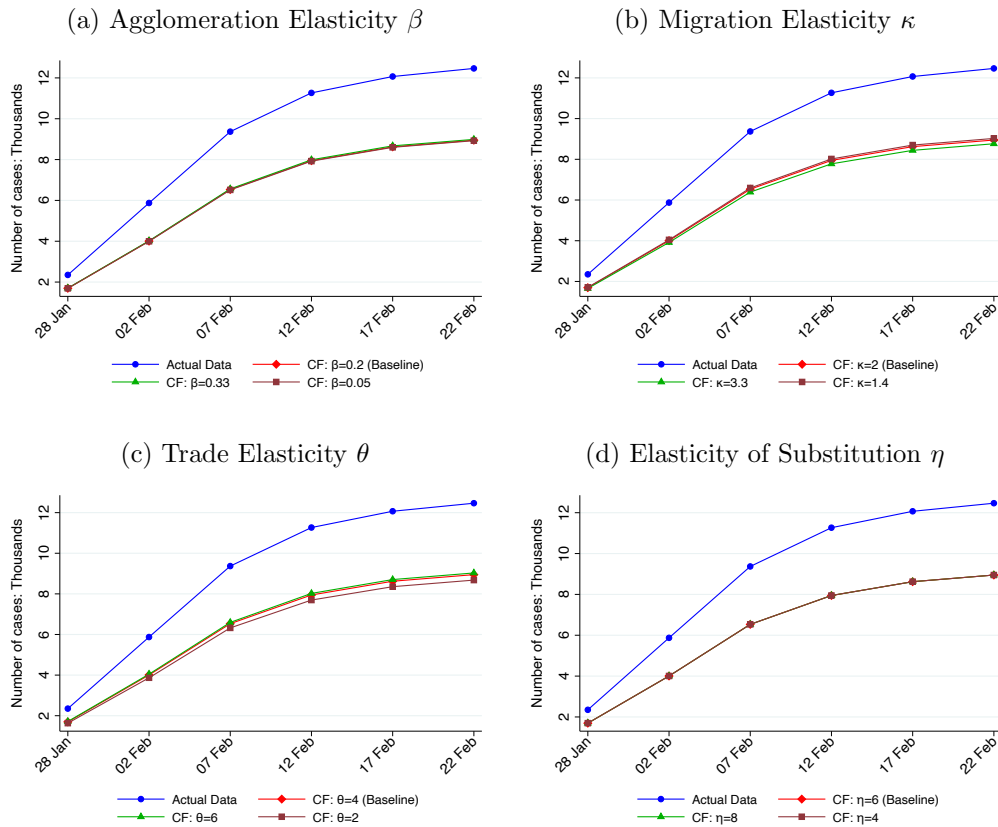 (a) Agglomeration Elasticity β
Number of cases: Thousands
12
10
8
6
4
2
28 Jan
02 Feb
07 Feb
12 Feb
17 Feb
22 Feb
Actual Data
CF: β=0.2 (Baseline)
CF: β=0.33
CF: β=0.05
(b) Migration Elasticity κ
Number of cases: Thousands
12
10
8
6
4
2
28 Jan
02 Feb
07 Feb
12 Feb
17 Feb
22 Feb
Actual Data
CF: κ=2 (Baseline)
CF: κ=3.3
CF: κ=1.4
(c) Trade Elasticity θ
Number of cases: Thousands
12
10
8
6
4
2
28 Jan
02 Feb
07 Feb
12 Feb
17 Feb
22 Feb
Actual Data
CF: θ=4 (Baseline)
CF: θ=6
CF: θ=2
(d) Elasticity of Substitution η
Number of cases: Thousands
12
10
8
6
4
2
28 Jan
02 Feb
07 Feb
12 Feb
17 Feb
22 Feb
Actual Data
CF: η=6 (Baseline)
CF: η=8
CF: η=4